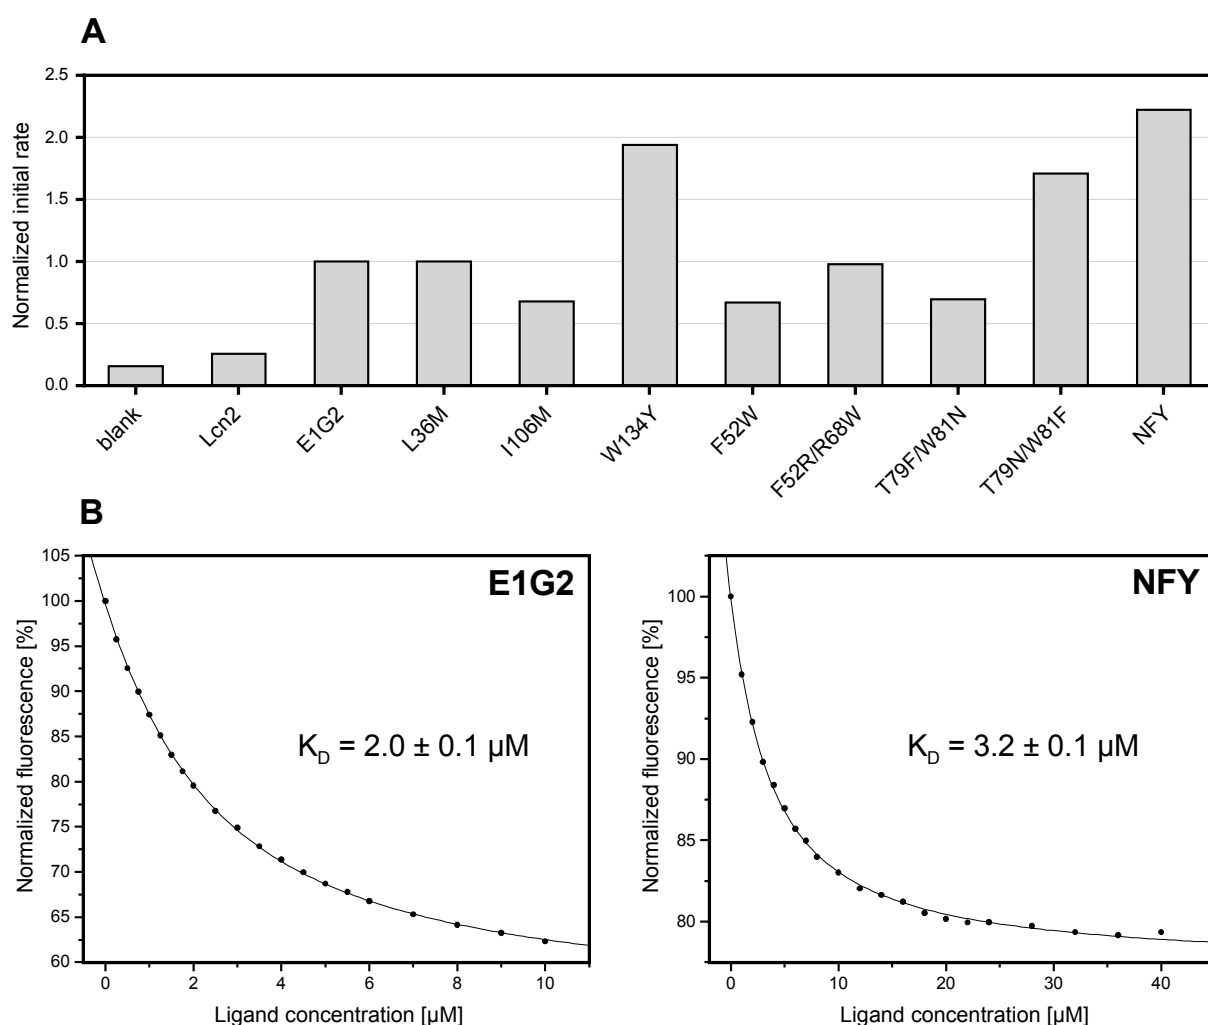 A
Normalized initial rate
2.5
2.0
1.5
1.0
0.5
0.0
blank
Lcn2
E1G2
L36M
I106M
W134Y
F52W
F52R/R68W
T79F/W81N
T79N/W81F
NFY
B
E1G2
Normalized fluorescence [%]
105
100
95
90
85
80
75
70
65
60
K_D = 2.0 ± 0.1 µM
0 2 4 6 8 10
Ligand concentration [µM]
NFY
Normalized fluorescence [%]
100
95
90
85
80
K_D = 3.2 ± 0.1 µM
0 10 20 30 40
Ligand concentration [µM]